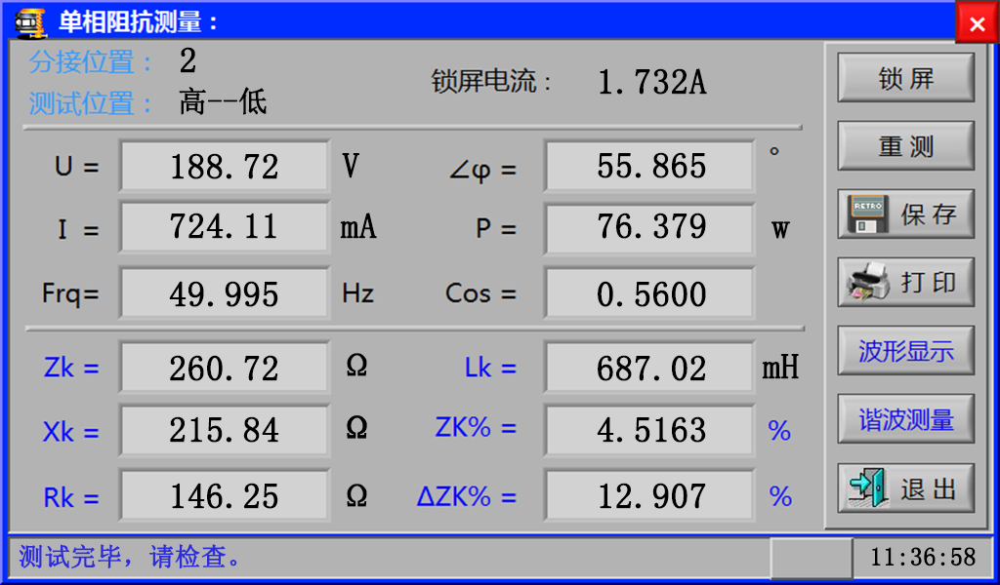 单相阻抗测量：
分接位置： 2
测试位置： 高--低
锁屏电流： 1.732A
U = 188.72 V
∠φ = 55.865 °
I = 724.11 mA
P = 76.379 w
Frq= 49.995 Hz
Cos = 0.5600
Zk = 260.72 Ω
Lk = 687.02 mH
Xk = 215.84 Ω
ZK% = 4.5163 %
Rk = 146.25 Ω
ΔZK% = 12.907 %
锁 屏
重 测
RETRO
保 存
打 印
波形显示
谐波测量
退 出
测试完毕，请检查。
11:36:58